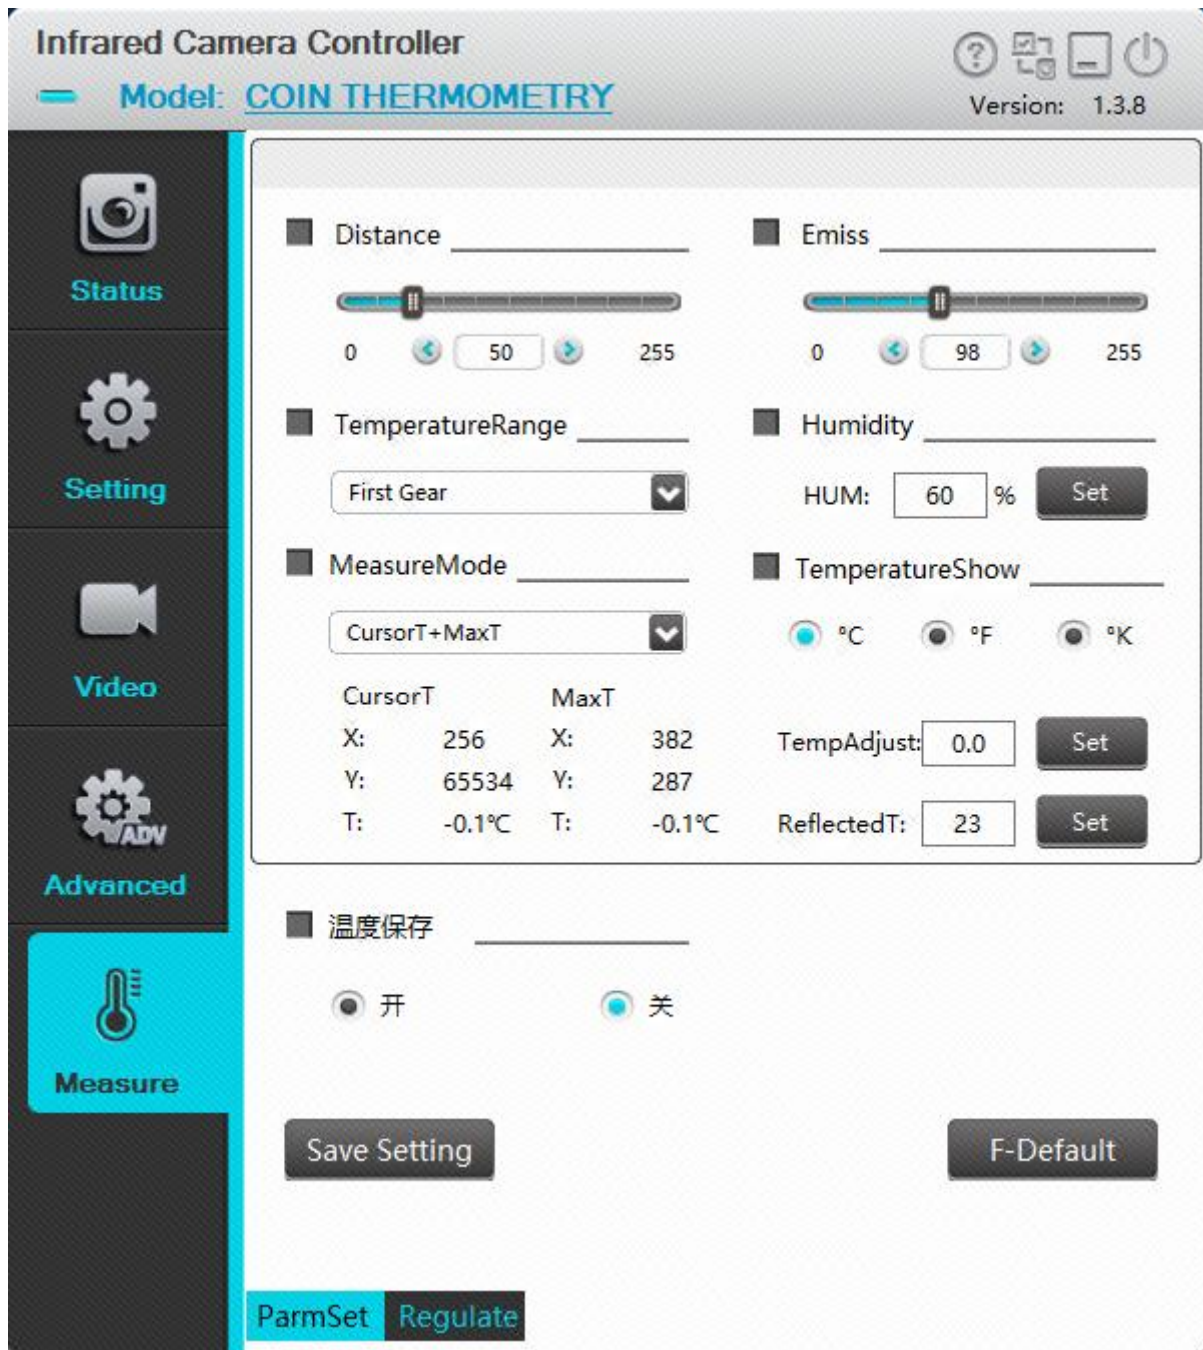 Infrared Camera Controller
Model: COIN THERMOMETRY
Version: 1.3.8
Status
Setting
Video
ADV
Advanced
Measure
Distance
0 50 255
Emiss
0 98 255
TemperatureRange
First Gear
Humidity
HUM: 60 % Set
MeasureMode
CursorT+MaxT
TemperatureShow
°C °F °K
CursorT MaxT
X: 256 X: 382
Y: 65534 Y: 287
T: -0.1℃ T: -0.1℃
TempAdjust: 0.0 Set
ReflectedT: 23 Set
温度保存
开 关
Save Setting F-Default
ParmSet Regulate